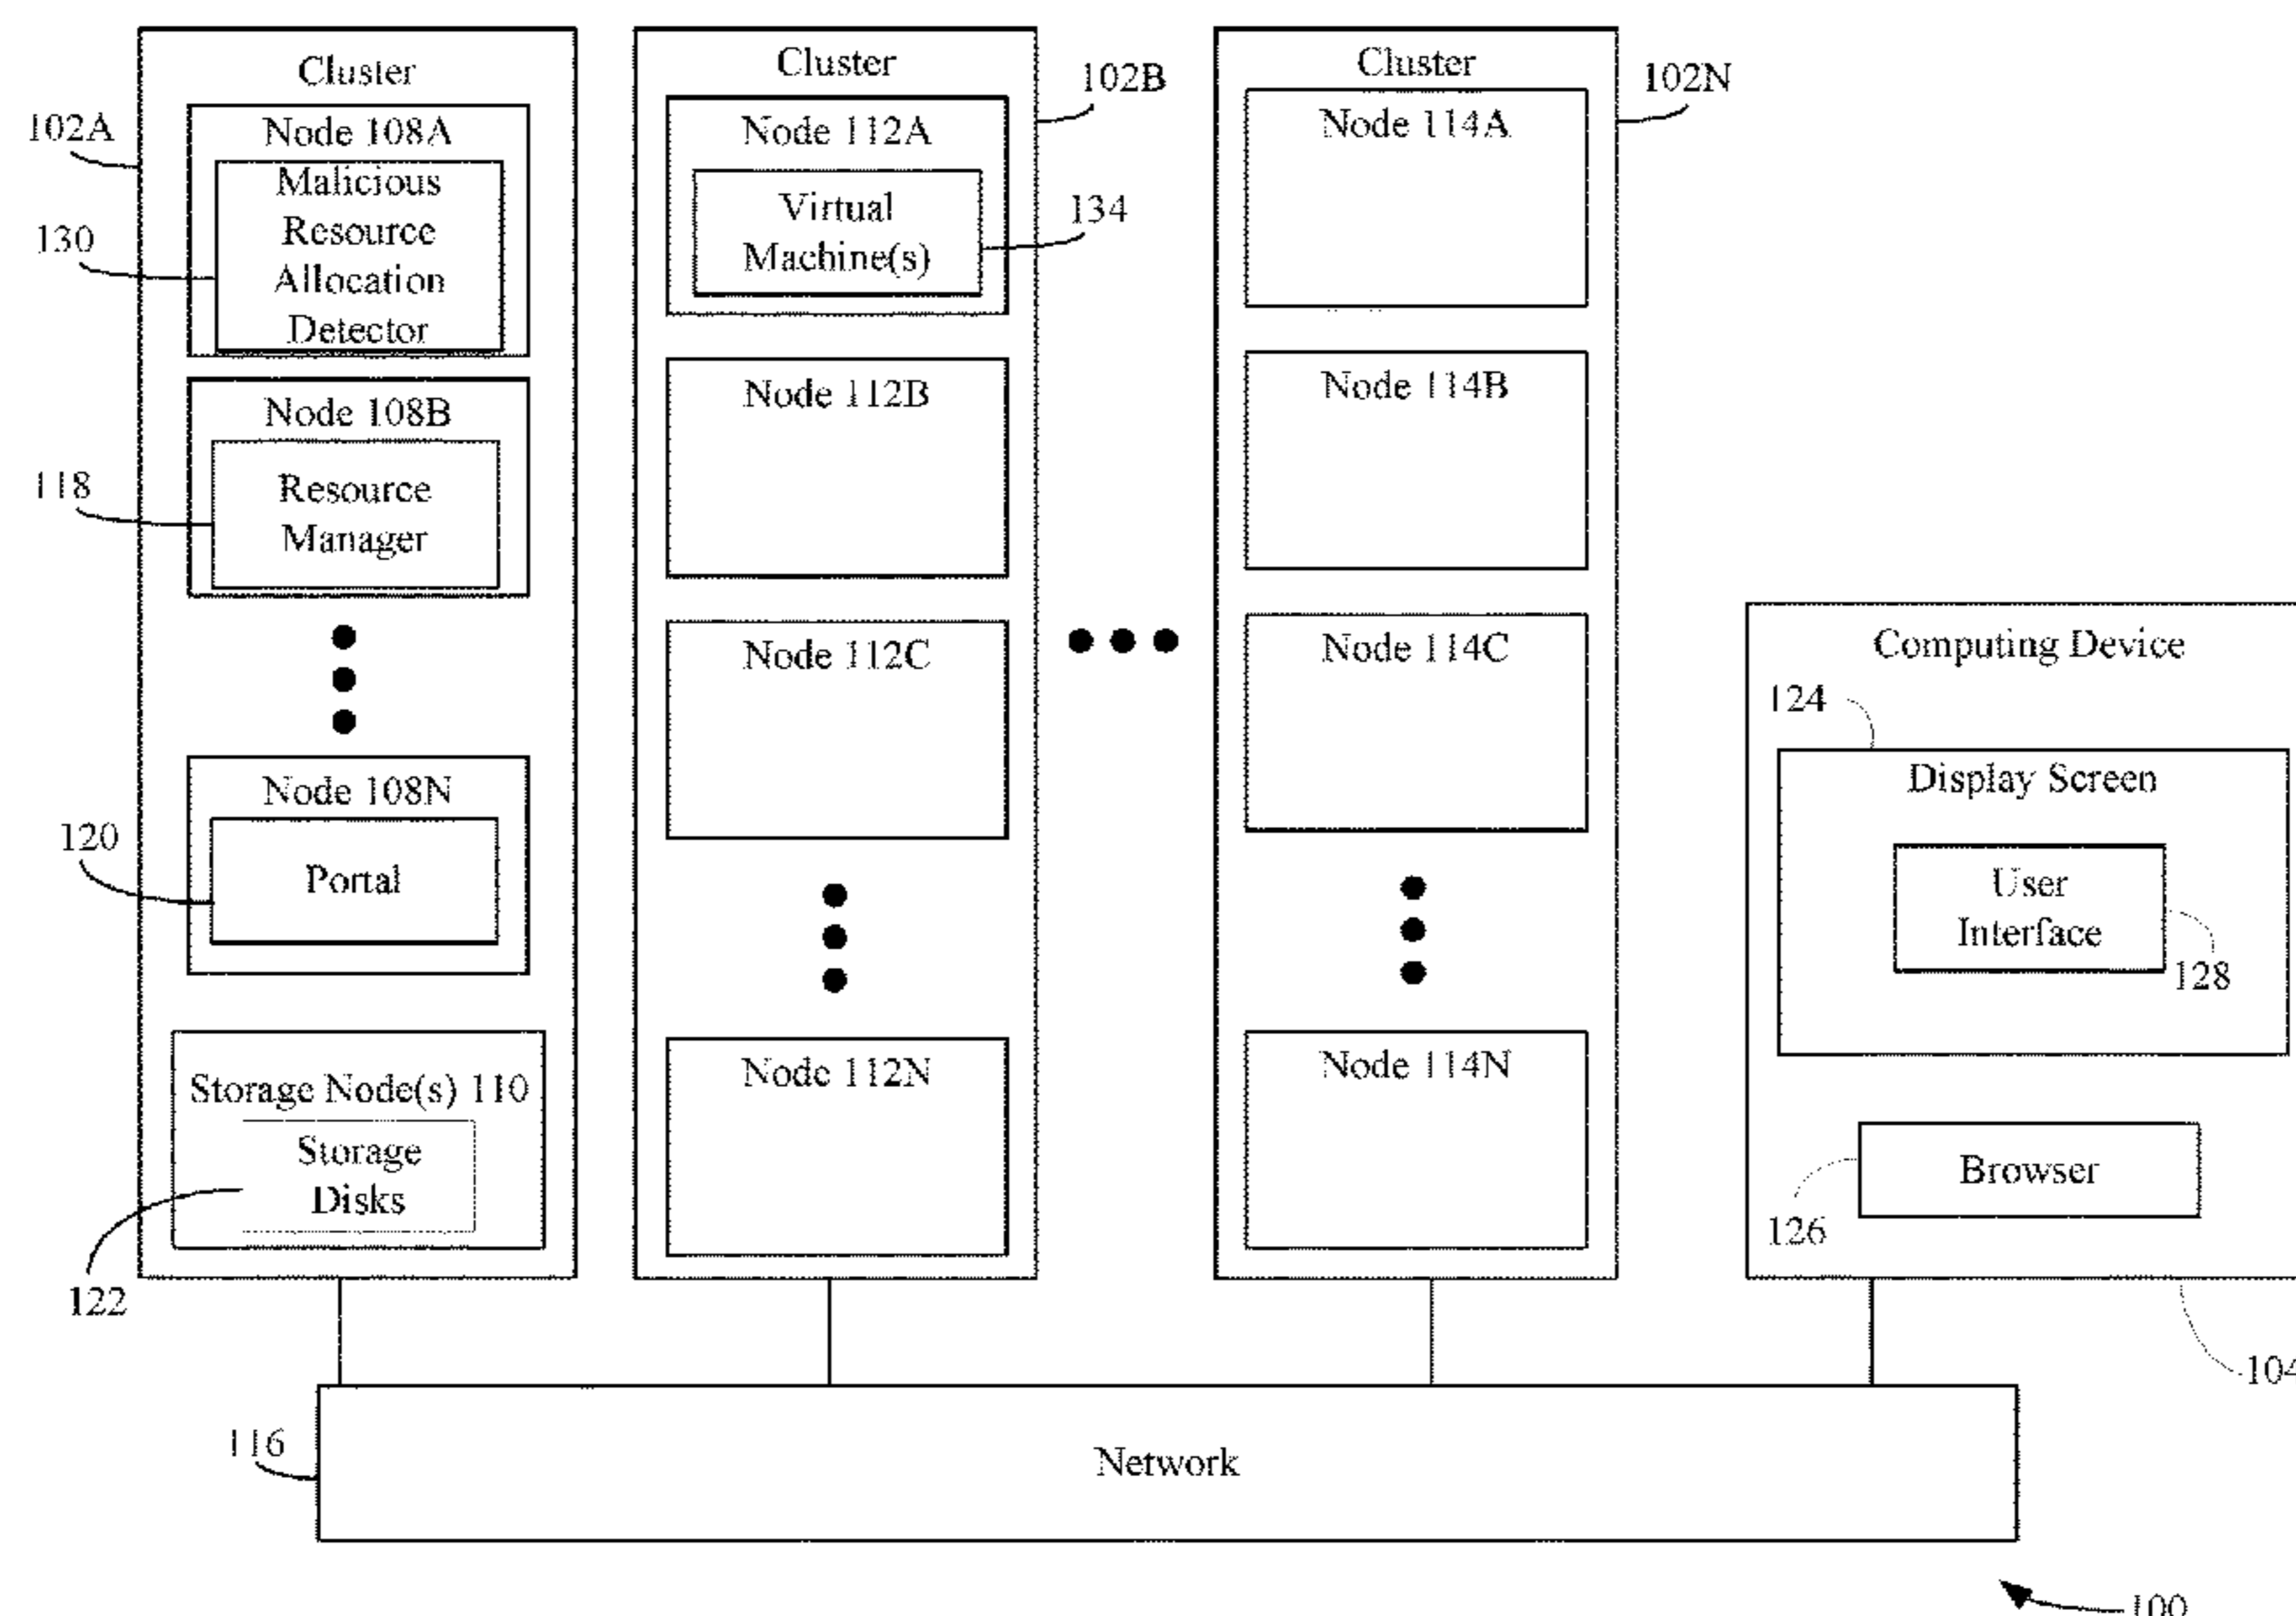 Cluster
102A
Node 108A
Malicious
Resource
Allocation
Detector
130
Node 108B
118
Resource
Manager
Node 108N
120
Portal
Storage Node(s) 110
Storage
Disks
122
Cluster
102B
Node 112A
Virtual
Machine(s)
134
Node 112B
Node 112C
Node 112N
Cluster
102N
Node 114A
Node 114B
Node 114C
Node 114N
Computing Device
124
Display Screen
User
Interface
128
Browser
126
104
116
Network
100